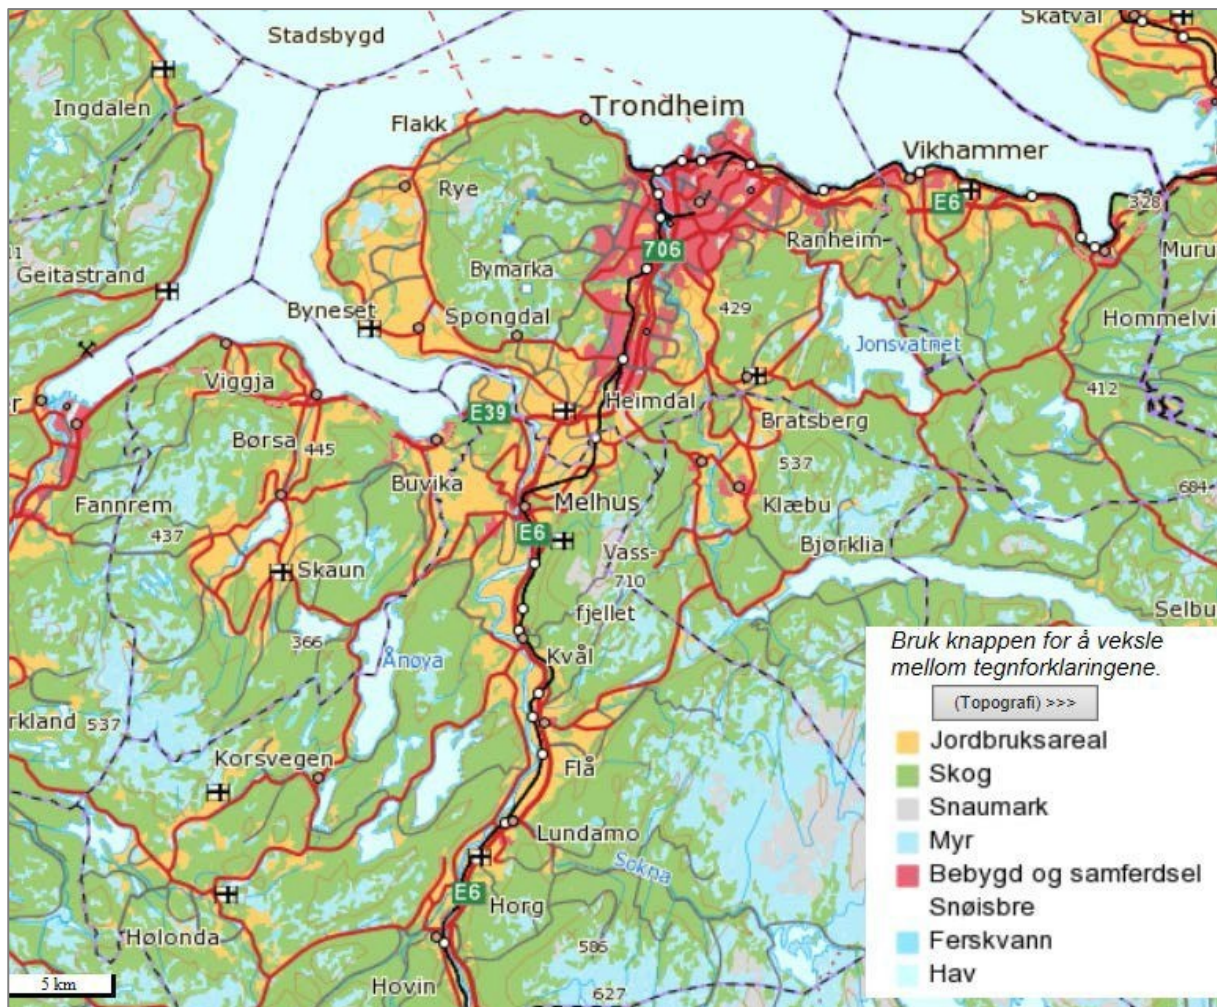 Stadsbygd
Skatval
Ingdalen
Trondheim
Flakk
Vikhammer
Rye
E6
328
Ranheim
Muru
11
706
Geitastrand
Bymarka
Byneset
Spongdal
429
Hommelvi
Jonsvatnet
Viggja
r
Heimdal
412
E39
Bratsberg
Børsa
445
537
Buvika
684
Fannrem
Melhus
Klæbu
437
E6
Bjørklia
Skaun
Vass-
710
fjellet
Selbu
366
Ånøya
Kvål
rkland
537
Korsvegen
Flå
Lundamo
Sokna
E6
Horg
Hølonda
586
Hovin
627
5 km
Bruk knappen for å veksle
mellom tegnforklaringene.
(Topografi) >>>
Jordbruksareal
Skog
Snaumark
Myr
Bebygd og samferdsel
Snøisbre
Ferskvann
Hav